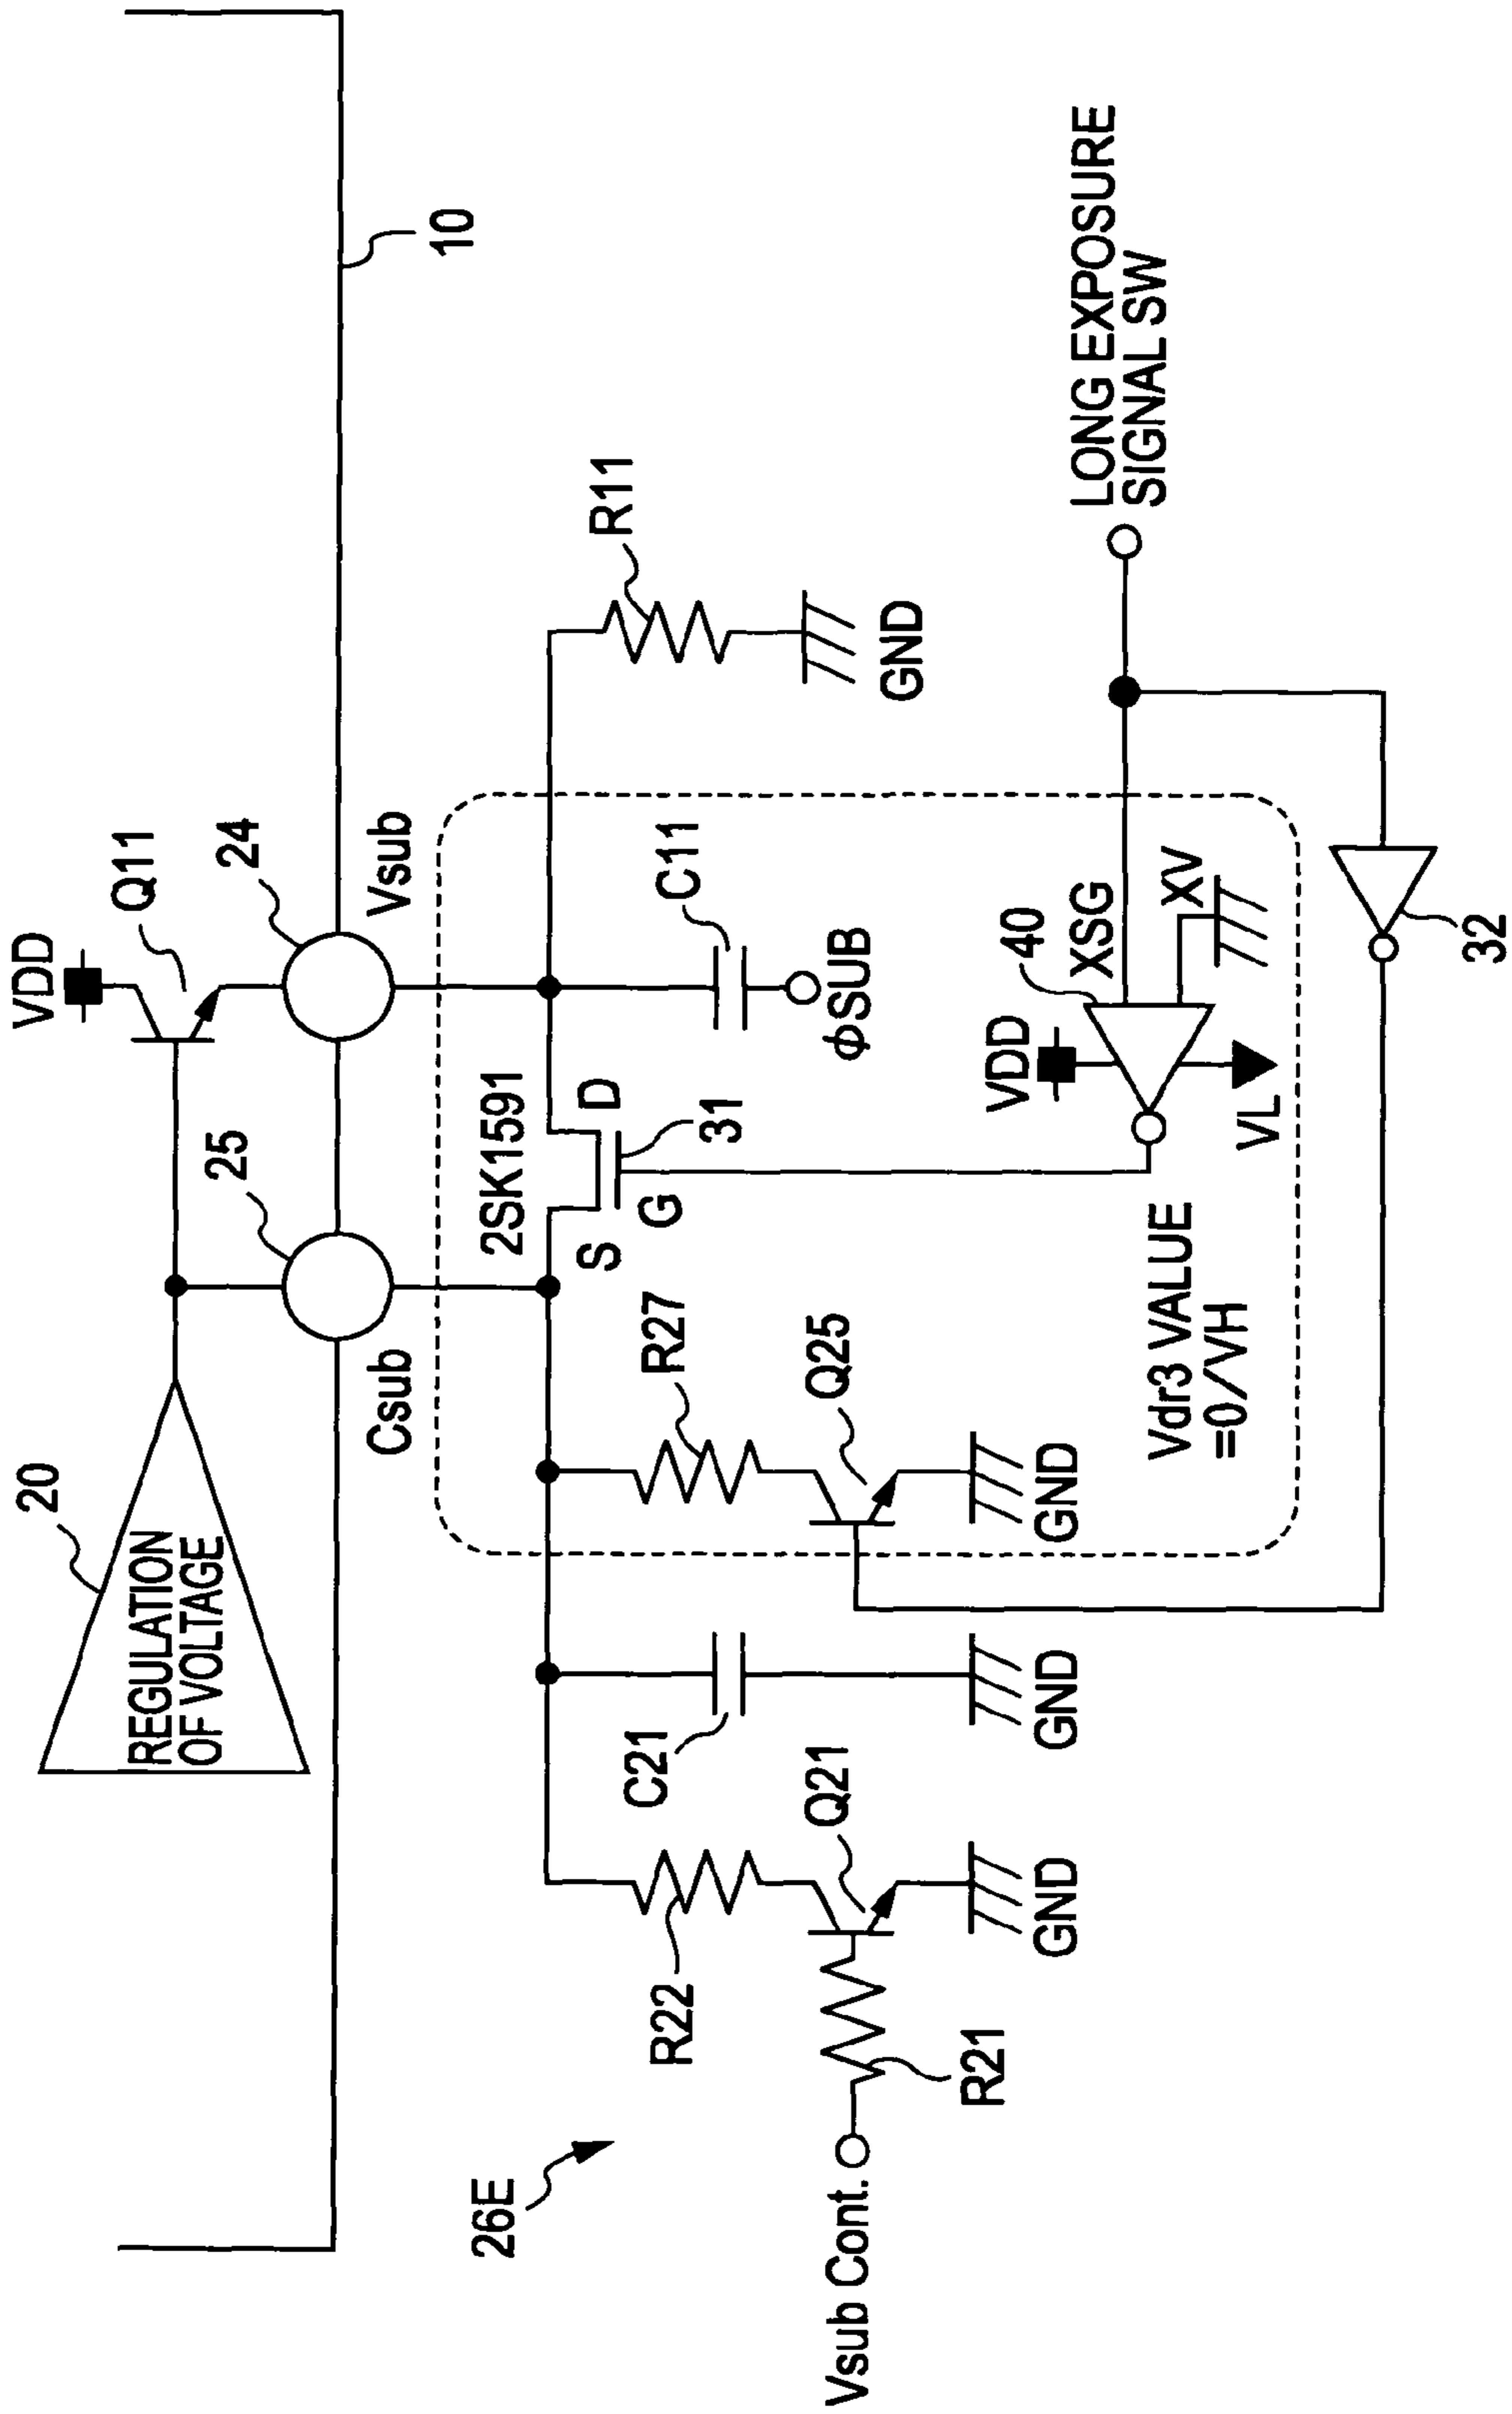 VDD
Q11
20
REGULATION
OF VOLTAGE
25
24
Csub
Vsub
10
26E
2SK1591
S
D
G
31
R11
GND
R22
C21
R27
C11
ΦSUB
Q21
Q25
Vsub Cont.
R21
GND
GND
GND
VDD
40
XSG
XV
VL
Vdr3 VALUE
=0/VH
LONG EXPOSURE
SIGNAL SW
32